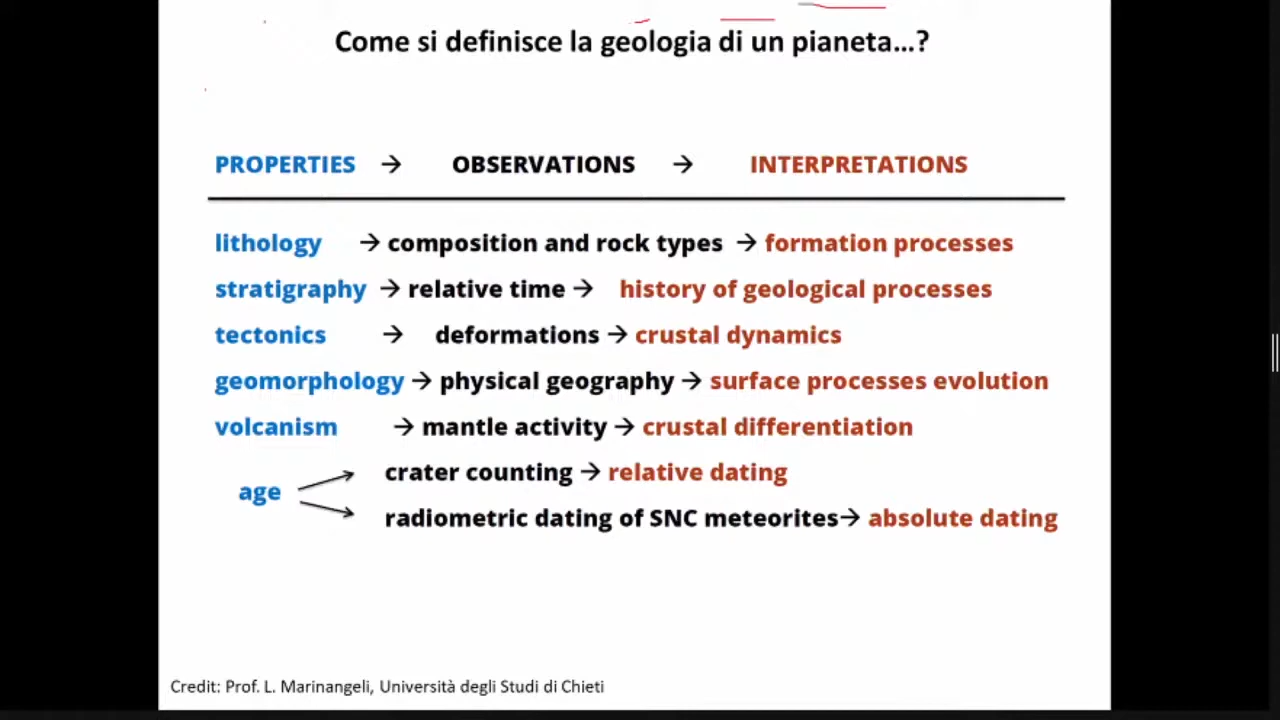 Come si definisce la geologia di un pianeta...?
PROPERTIES → OBSERVATIONS → INTERPRETATIONS
lithology → composition and rock types → formation processes
stratigraphy → relative time → history of geological processes
tectonics → deformations → crustal dynamics
geomorphology → physical geography → surface processes evolution
volcanism → mantle activity → crustal differentiation
crater counting → relative dating
age
radiometric dating of SNC meteorites→ absolute dating
Credit: Prof. L. Marinangeli, Università degli Studi di Chieti